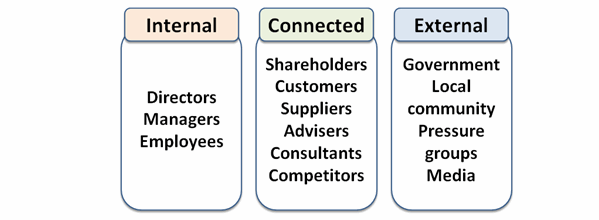 Internal
Directors
Managers
Employees
Connected
Shareholders
Customers
Suppliers
Advisers
Consultants
Competitors
External
Government
Local
community
Pressure
groups
Media